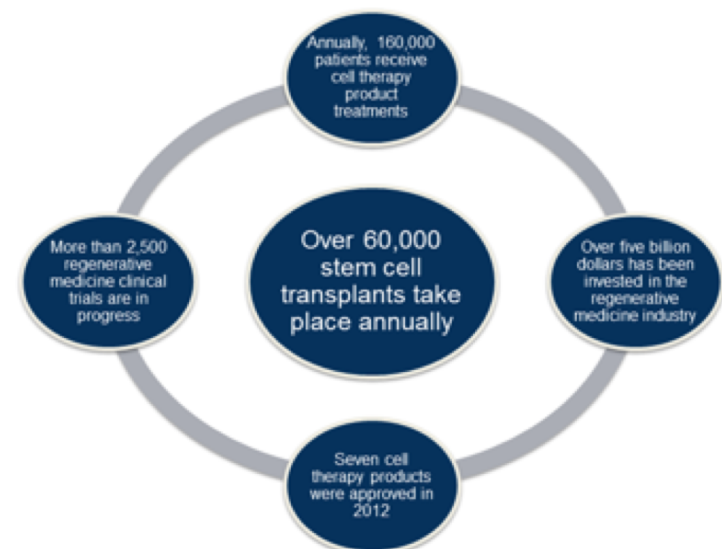 Annually, 160,000
patients receive
cell therapy
product
treatments
More than 2,500
regenerative
medicine clinical
trials are in
progress
Over 60,000
stem cell
transplants take
place annually
Over five billion
dollars has been
invested in the
regenerative
medicine industry
Seven cell
therapy products
were approved in
2012